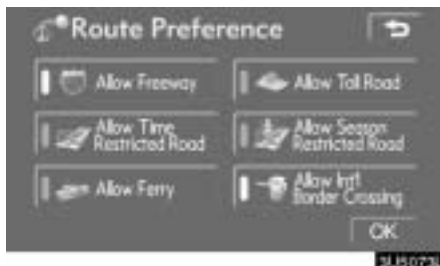 Route Preference
Allow Freeway
Allow Toll Road
Allow Time
Restricted Road
Allow Season
Restricted Road
Allow Ferry
Allow Int'l
Border Crossing
OK